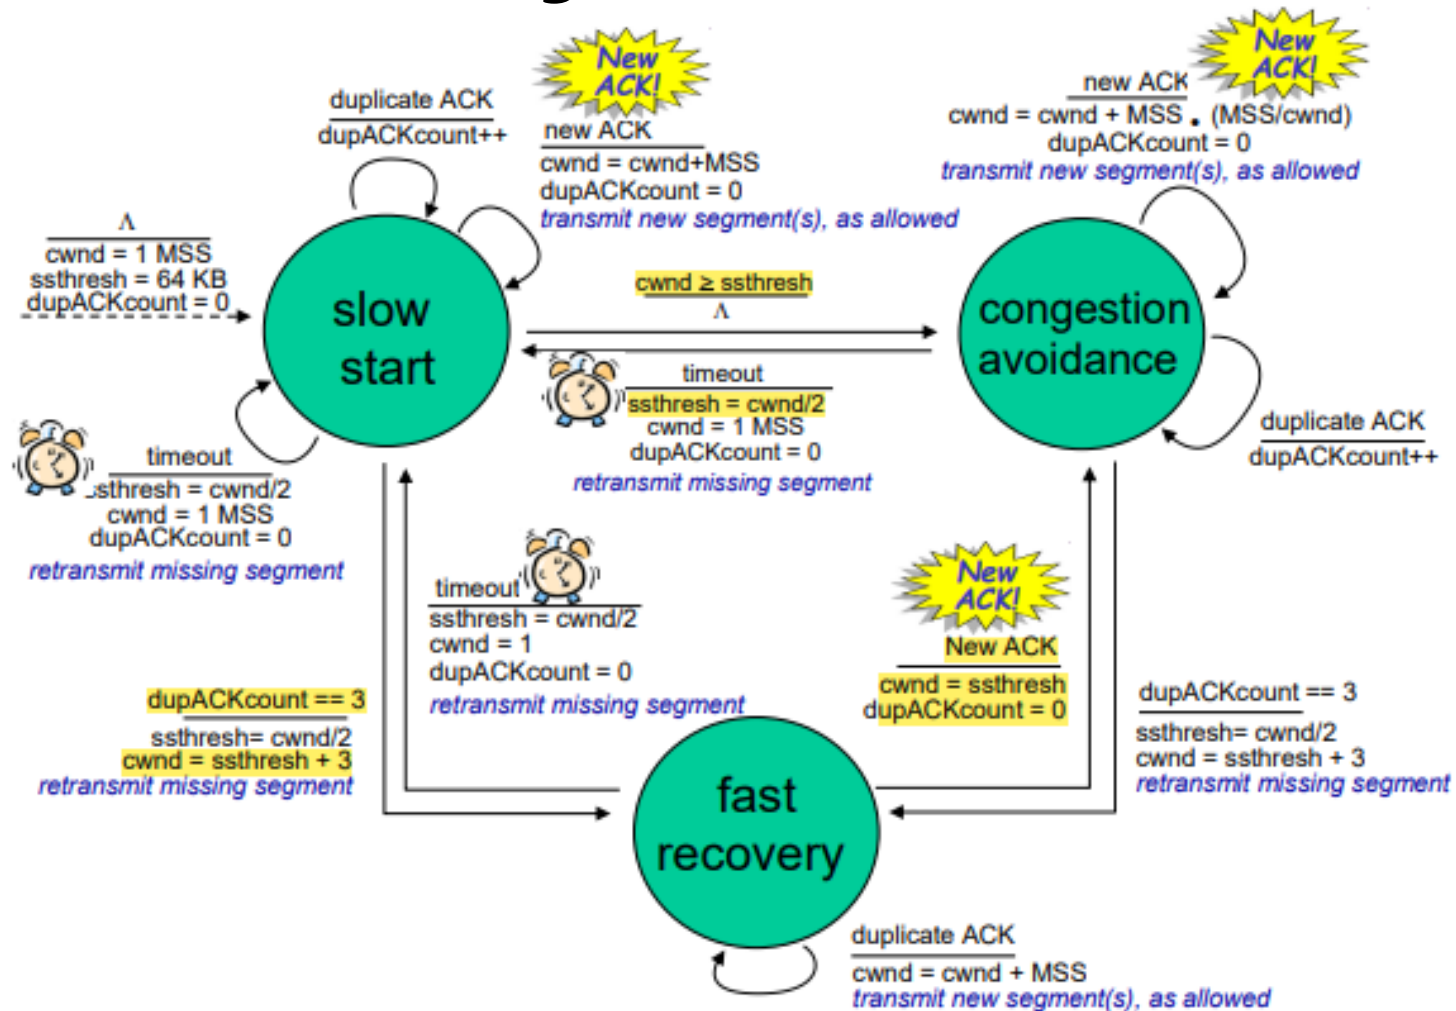 New
ACK!
duplicate ACK
dupACKcount++
new ACK
cwnd = cwnd+MSS
dupACKcount = 0
transmit new segment(s), as allowed
New
ACK!
new ACK
cwnd = cwnd + MSS • (MSS/cwnd)
dupACKcount = 0
transmit new segment(s), as allowed
Λ
cwnd = 1 MSS
ssthresh = 64 KB
dupACKcount = 0
slow
start
cwnd ≥ ssthresh
Λ
congestion
avoidance
timeout
ssthresh = cwnd/2
cwnd = 1 MSS
dupACKcount = 0
retransmit missing segment
duplicate ACK
dupACKcount++
timeout
ssthresh = cwnd/2
cwnd = 1 MSS
dupACKcount = 0
retransmit missing segment
timeout
ssthresh = cwnd/2
cwnd = 1
dupACKcount = 0
retransmit missing segment
New
ACK!
New ACK
cwnd = ssthresh
dupACKcount = 0
dupACKcount == 3
ssthresh= cwnd/2
cwnd = ssthresh + 3
retransmit missing segment
dupACKcount == 3
ssthresh= cwnd/2
cwnd = ssthresh + 3
retransmit missing segment
fast
recovery
duplicate ACK
cwnd = cwnd + MSS
transmit new segment(s), as allowed